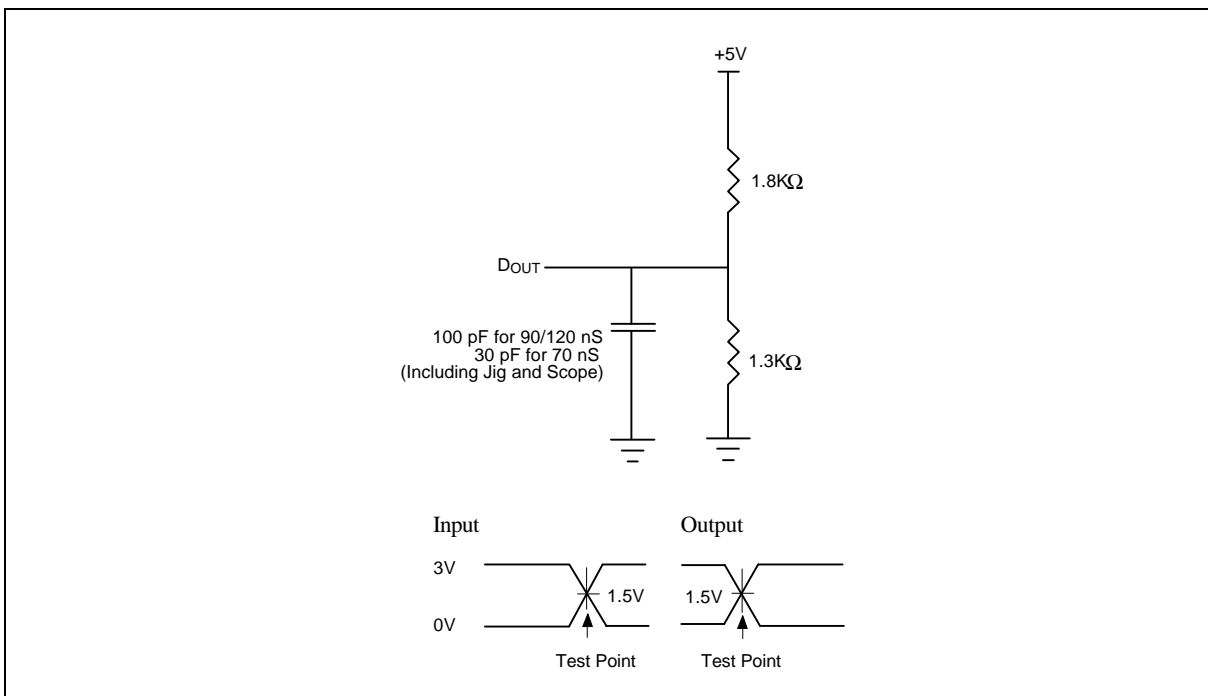 +5V
1.8KΩ
DOUT
100 pF for 90/120 nS
30 pF for 70 nS
(Including Jig and Scope)
1.3KΩ
Input
Output
3V
1.5V
1.5V
0V
Test Point
Test Point